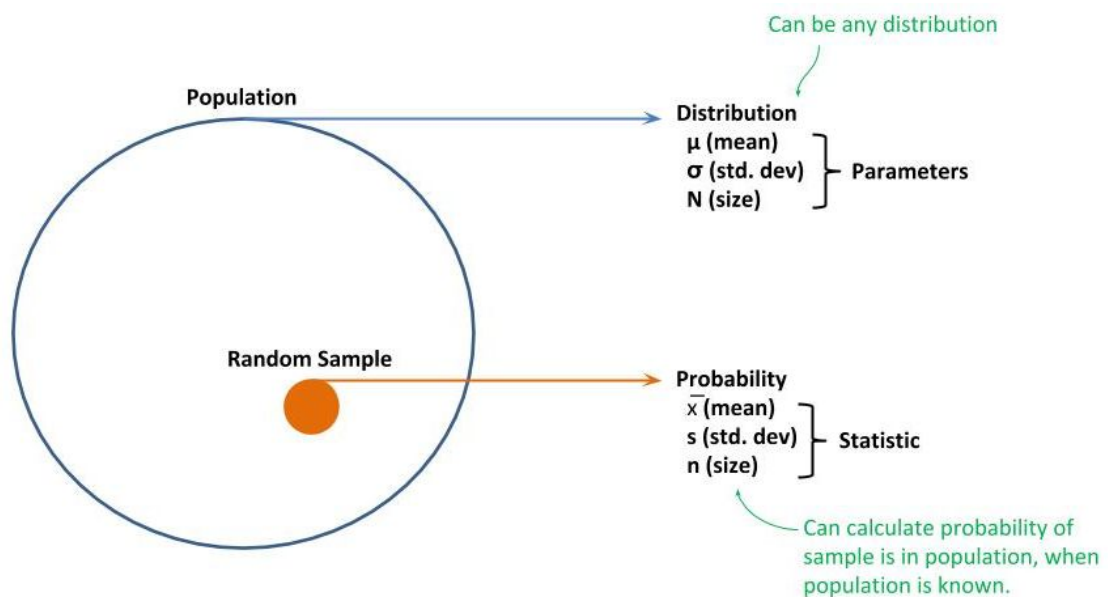 Can be any distribution
Population
Distribution
μ (mean)
σ (std. dev)
N (size)
Parameters
Random Sample
Probability
x̅ (mean)
s (std. dev)
n (size)
Statistic
Can calculate probability of
sample is in population, when
population is known.